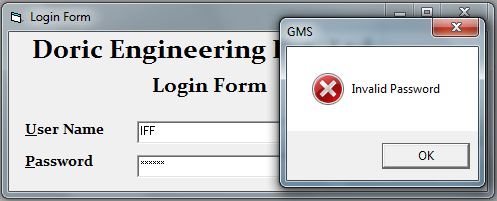 Login Form
GMS
Doric Engineering
Login Form
Invalid Password
User Name
IFF
Password
******
OK